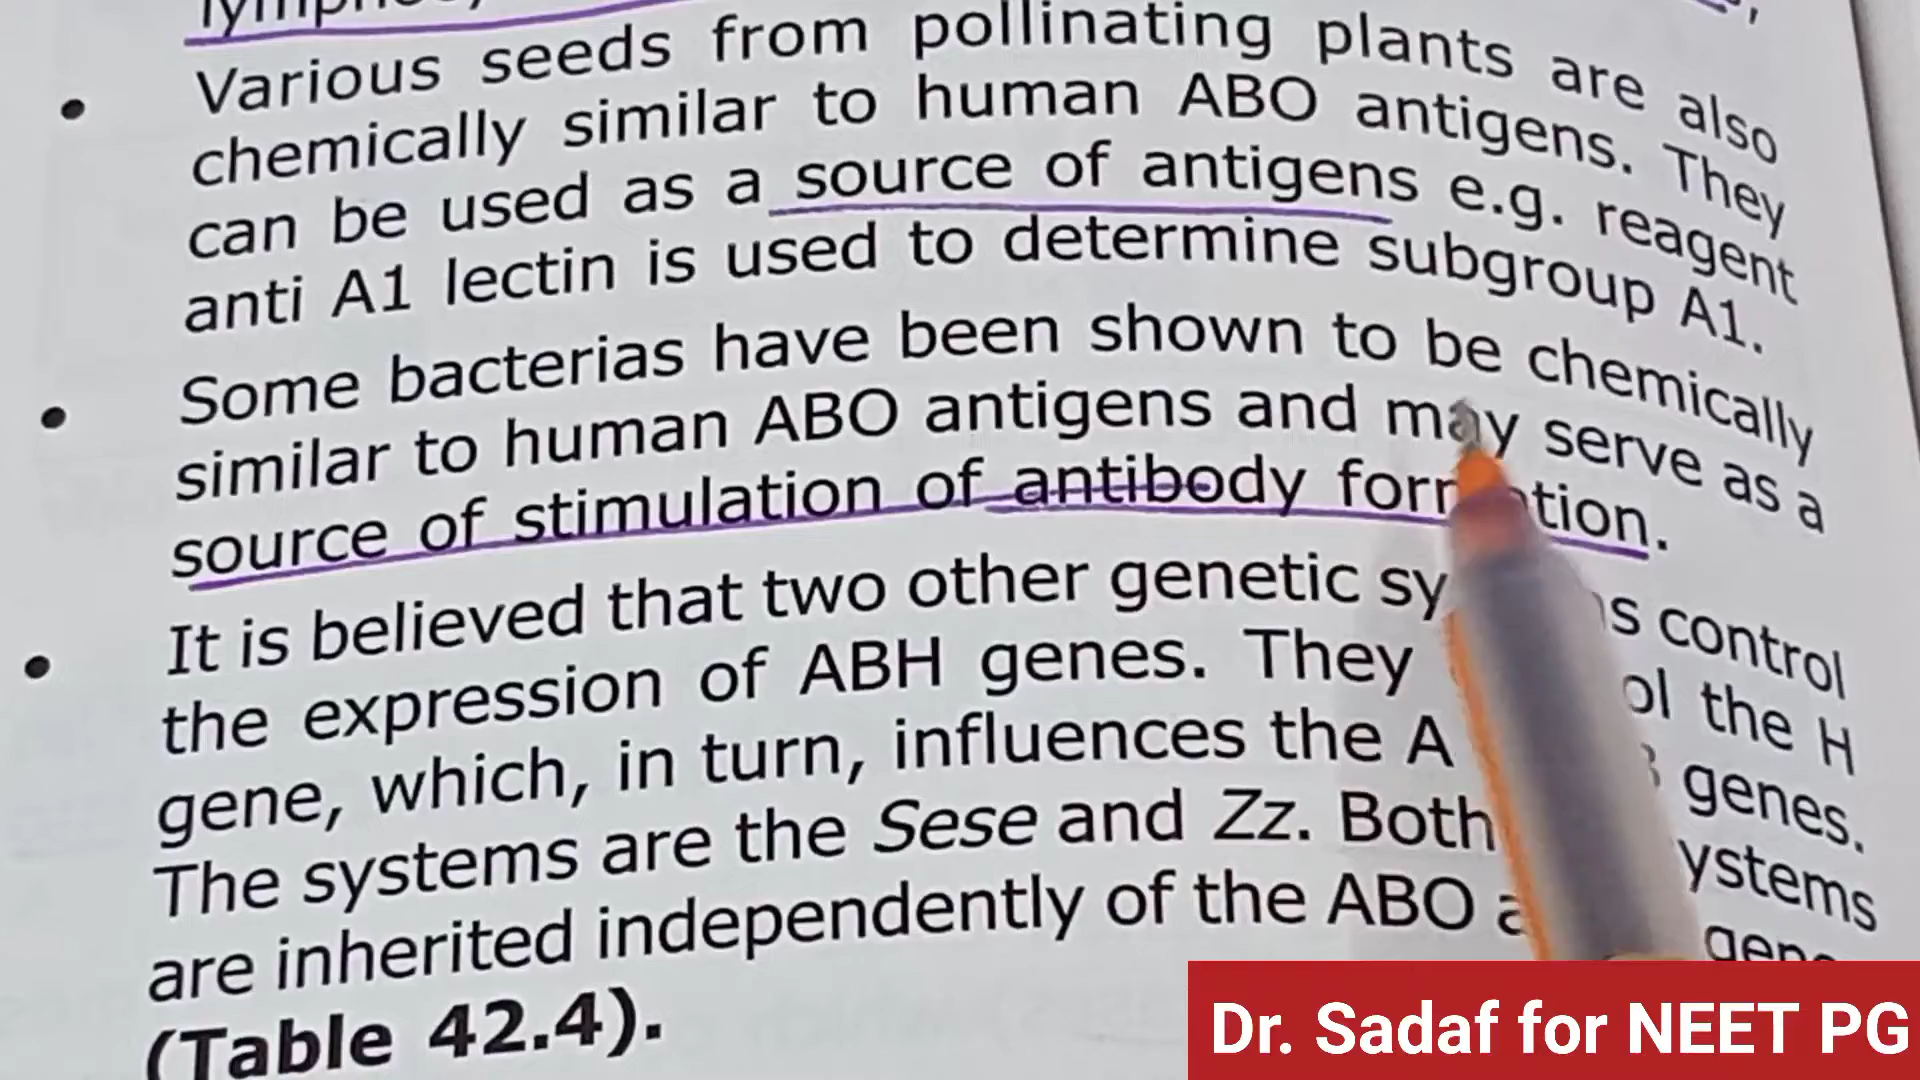 Various seeds from pollinating plants are also
chemically similar to human ABO antigens. They
can be used as a source of antigens e.g. reagent
anti A1 lectin is used to determine subgroup A1.
Some bacterias have been shown to be chemically
similar to human ABO antigens and may serve as a
source of stimulation of antibody formation.
It is believed that two other genetic control
the expression of ABH genes. They the H
gene, which, in turn, influences the A genes.
The systems are the Sese and Zz. Both
are inherited independently of the ABO
(Table 42.4).
Dr. Sadaf for NEET PG